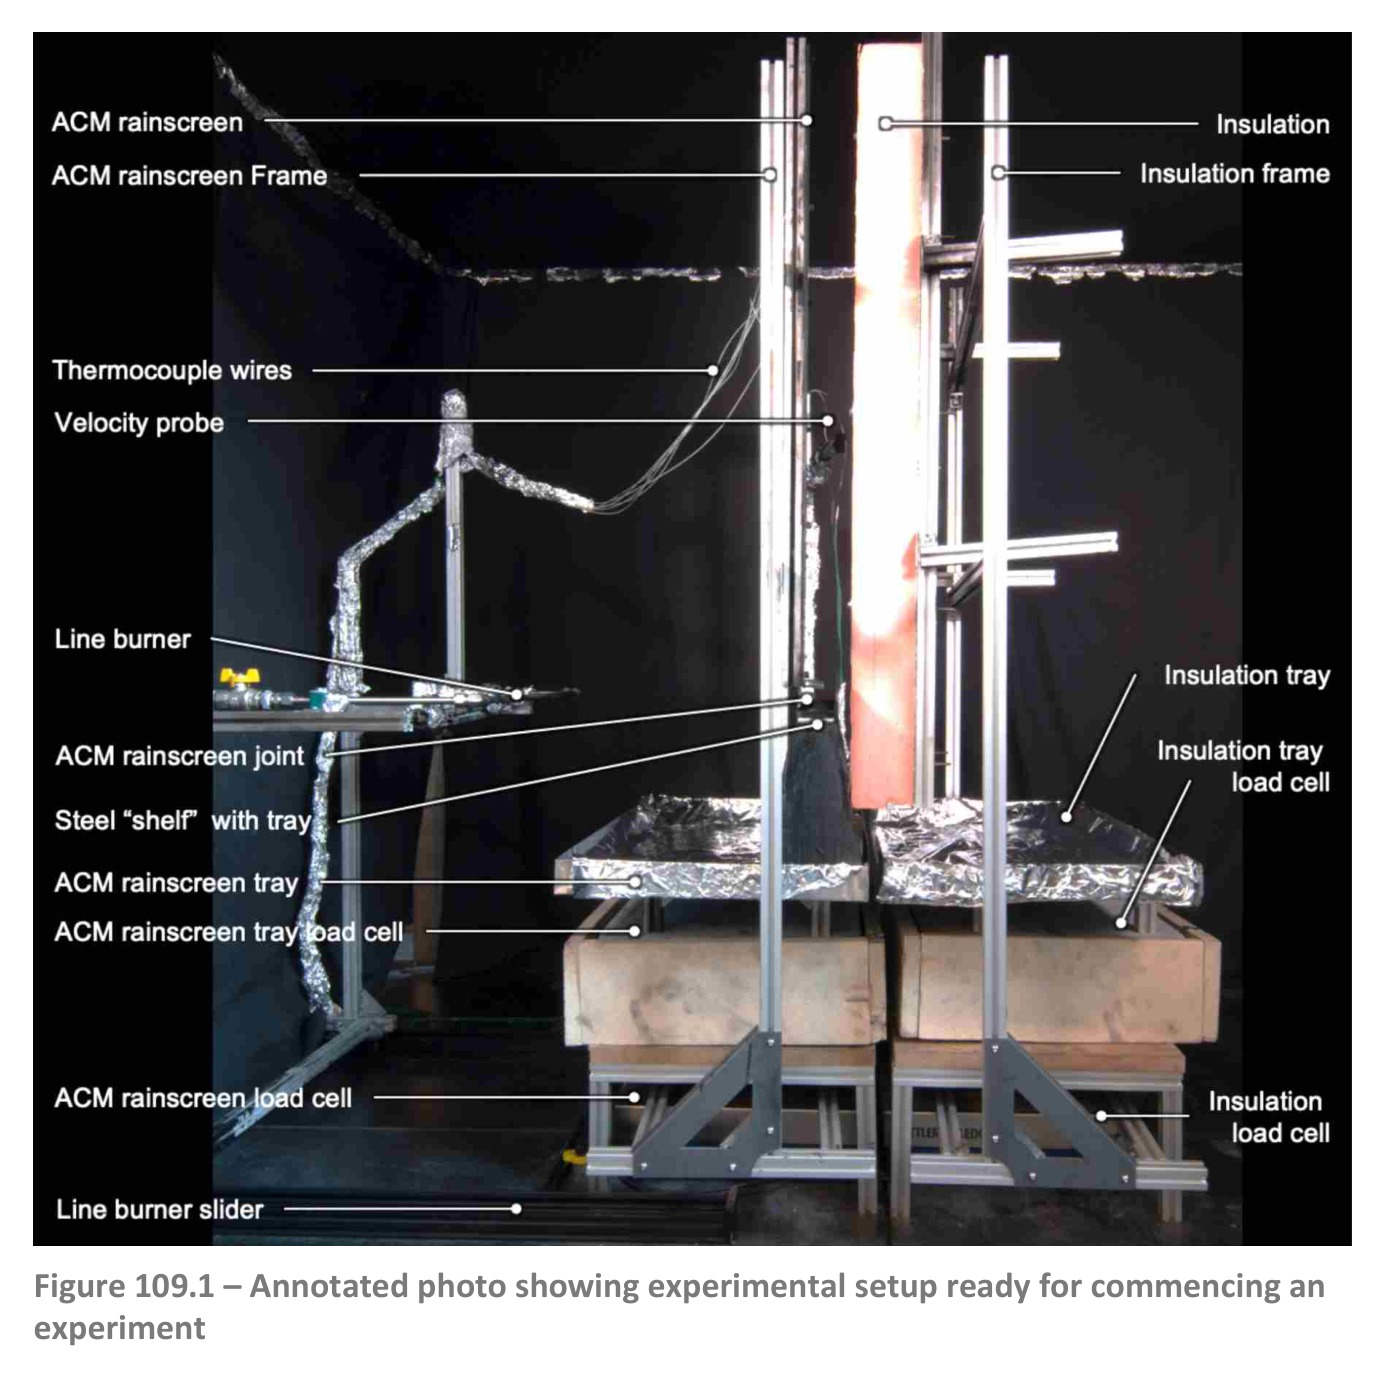 ACM rainscreen
Insulation
ACM rainscreen Frame
Insulation frame
Thermocouple wires
Velocity probe
Line burner
Insulation tray
ACM rainscreen joint
Insulation tray
load cell
Steel “shelf” with tray
ACM rainscreen tray
ACM rainscreen tray load cell
ACM rainscreen load cell
Insulation
load cell
Line burner slider
Figure 109.1 – Annotated photo showing experimental setup ready for commencing an
experiment